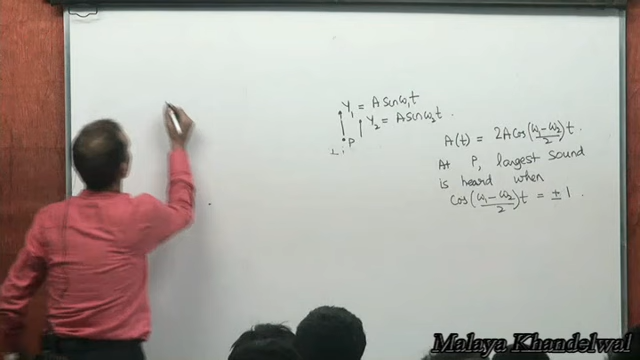 Y₁ = A sin ω₁t
Y₂ = A sin ω₂t .
P
A(t) = 2A cos(ω₁-ω₂/2)t .
At P, largest sound
is heard when
cos(ω₁-ω₂/2)t = ± 1 .
Malaya Khandelwal